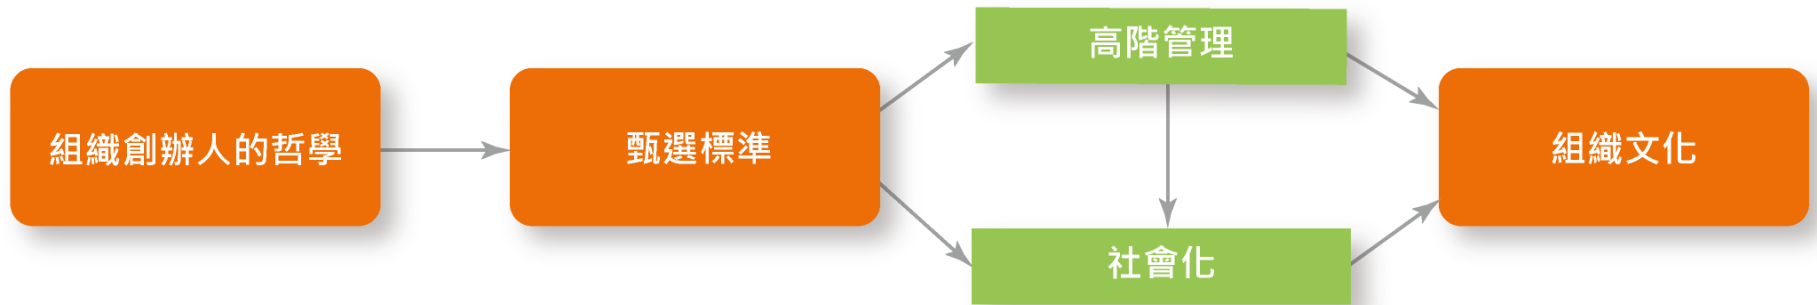 組織創辦人的哲學
甄選標準
高階管理
社會化
組織文化